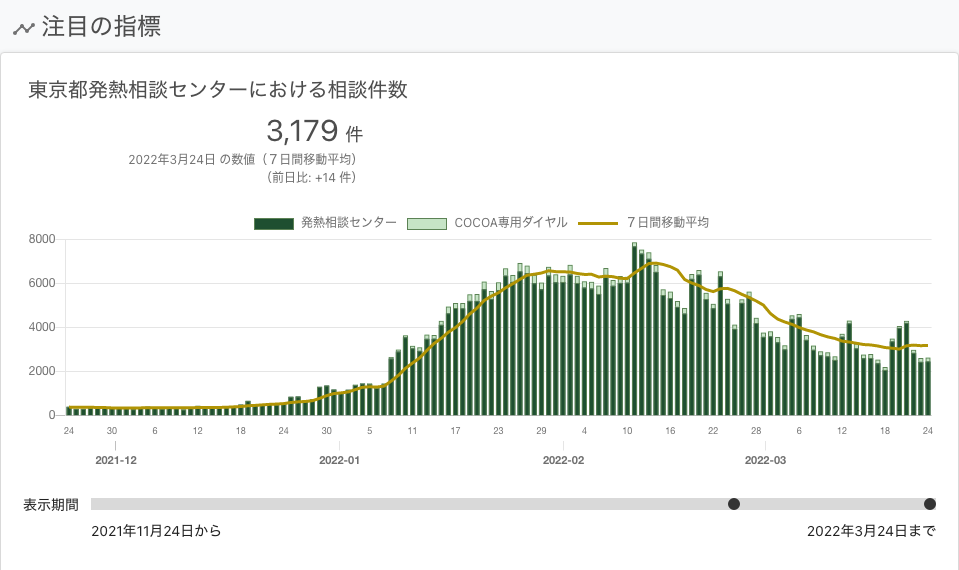 注目の指標
東京都発熱相談センターにおける相談件数
3,179 件
2022年3月24日 の数値（７日間移動平均）
（前日比: +14 件）
発熱相談センター COCOA専用ダイヤル ７日間移動平均
8000
6000
4000
2000
0
24 30 6 12 18 24 30 5 11 17 23 29 4 10 16 22 28 6 12 18 24
2021-12 2022-01 2022-02 2022-03
表示期間
2021年11月24日から 2022年3月24日まで